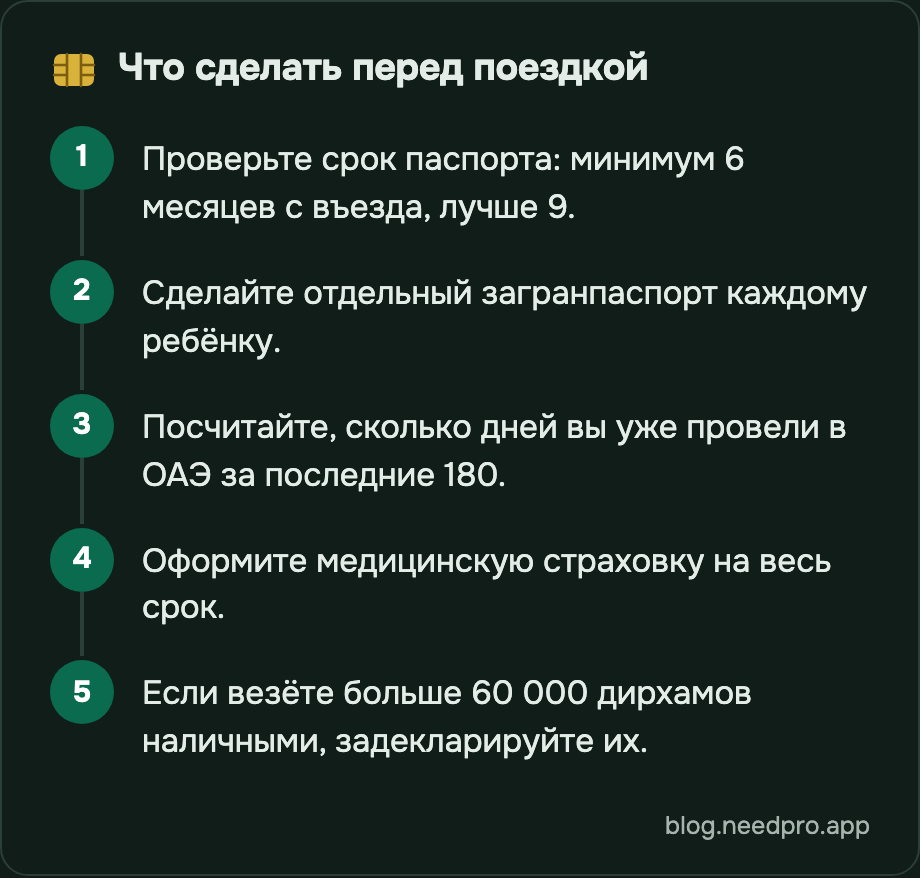 Что сделать перед поездкой
1
Проверьте срок паспорта: минимум 6
месяцев с въезда, лучше 9.
2
Сделайте отдельный загранпаспорт каждому
ребёнку.
3
Посчитайте, сколько дней вы уже провели в
ОАЭ за последние 180.
4
Оформите медицинскую страховку на весь
срок.
5
Если везёте больше 60 000 дирхамов
наличными, задекларируйте их.
blog.needpro.app